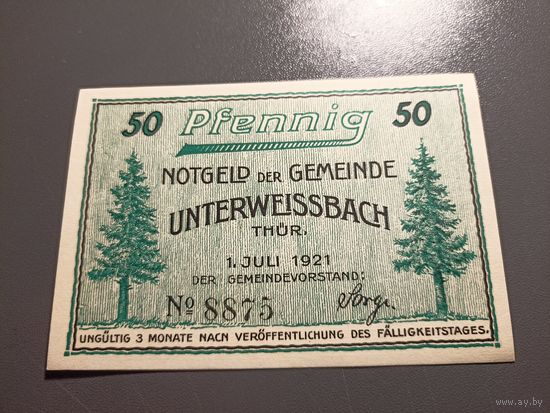 50 Pfennig 50
NOTGELD DER GEMEINDE
UNTERWEISSBACH
THÜR.
1. JULI 1921
DER GEMEINDEVORSTAND:
№ 8875 Sorge
UNGÜLTIG 3 MONATE NACH VERÖFFENTLICHUNG DES FÄLLIGKEITSTAGES.
www.ay.by